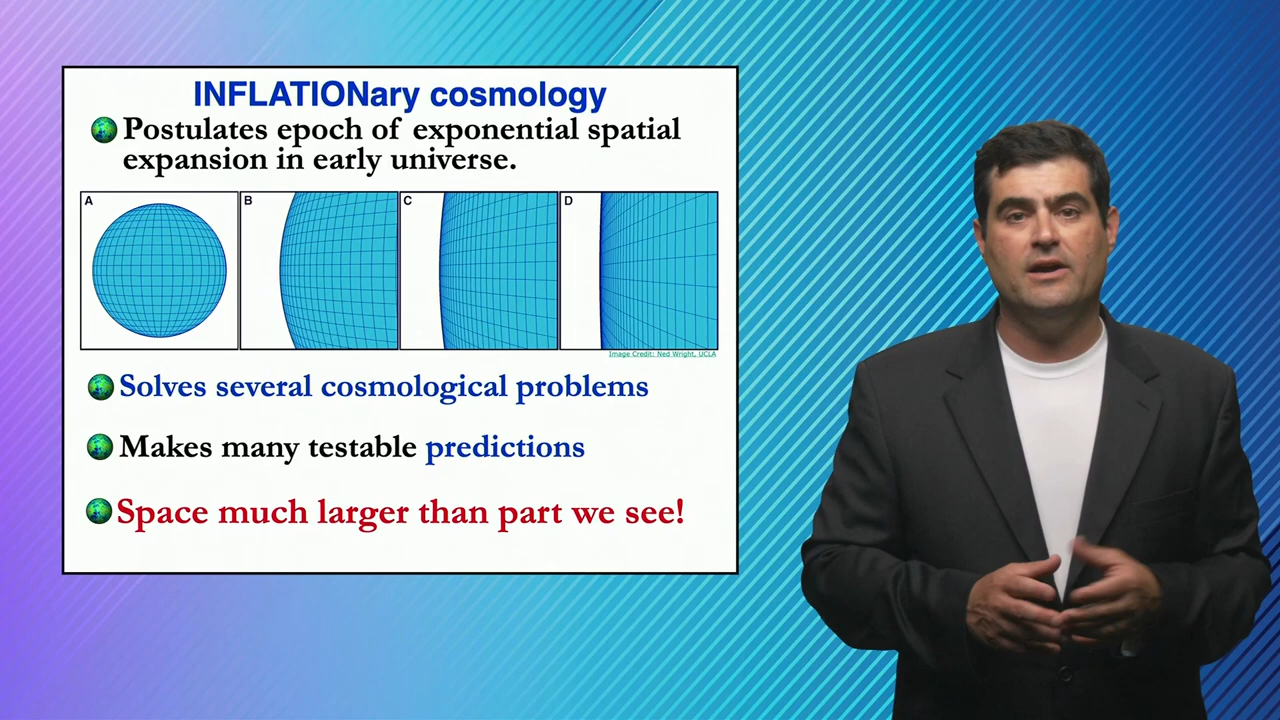 INFLATIONary cosmology
Postulates epoch of exponential spatial
expansion in early universe.
A
B
C
D
Image Credit: Ned Wright, UCLA
Solves several cosmological problems
Makes many testable predictions
Space much larger than part we see!